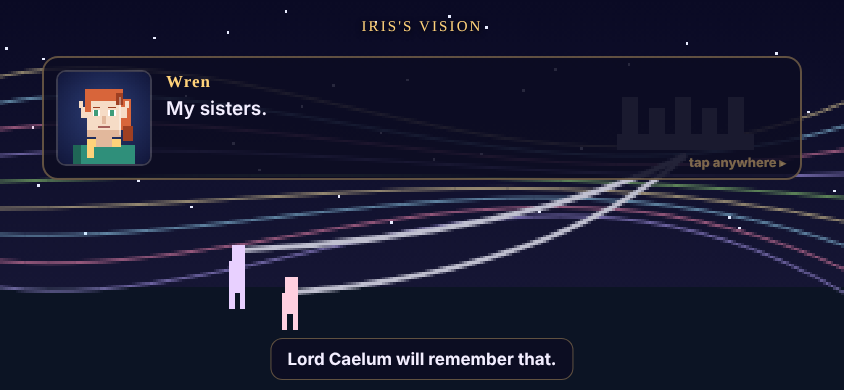 IRIS'S VISION
Wren
My sisters.
tap anywhere ▸
Lord Caelum will remember that.